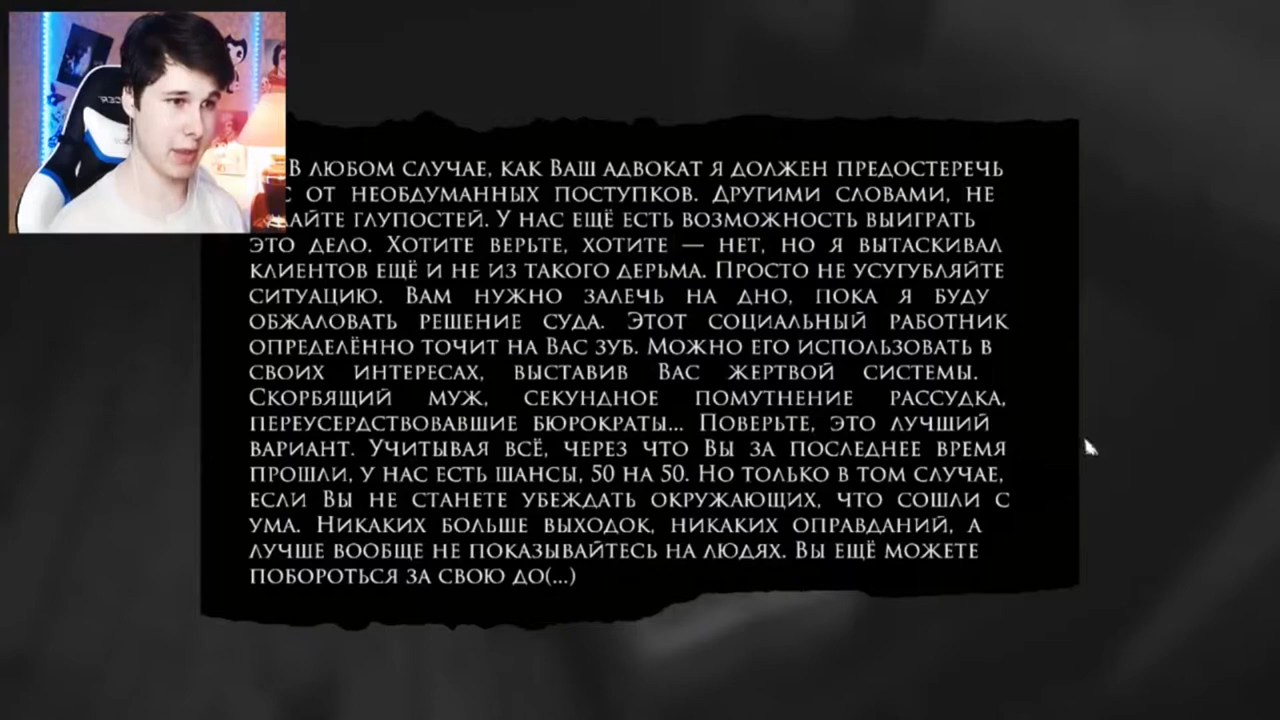 В любом случае, как Ваш адвокат я должен предостеречь
от необдуманных поступков. Другими словами, не
глупостей. У нас ещё есть возможность выиграть
это дело. Хотите верьте, хотите — нет, но я вытаскивал
клиентов ещё и не из такого дерьма. Просто не усугубляйте
ситуацию. Вам нужно залечь на дно, пока я буду
обжаловать решение суда. Этот социальный работник
определённо точит на Вас зуб. Можно его использовать в
своих интересах, выставив Вас жертвой системы.
Скорбящий муж, секундное помутнение рассудка,
переусердствовавшие бюрократы... Поверьте, это лучший
вариант. Учитывая всё, через что Вы за последнее время
прошли, у нас есть шансы, 50 на 50. Но только в том случае,
если Вы не станете убеждать окружающих, что сошли с
ума. Никаких больше выходок, никаких оправданий, а
лучше вообще не показывайтесь на людях. Вы ещё можете
побороться за свою до(...)